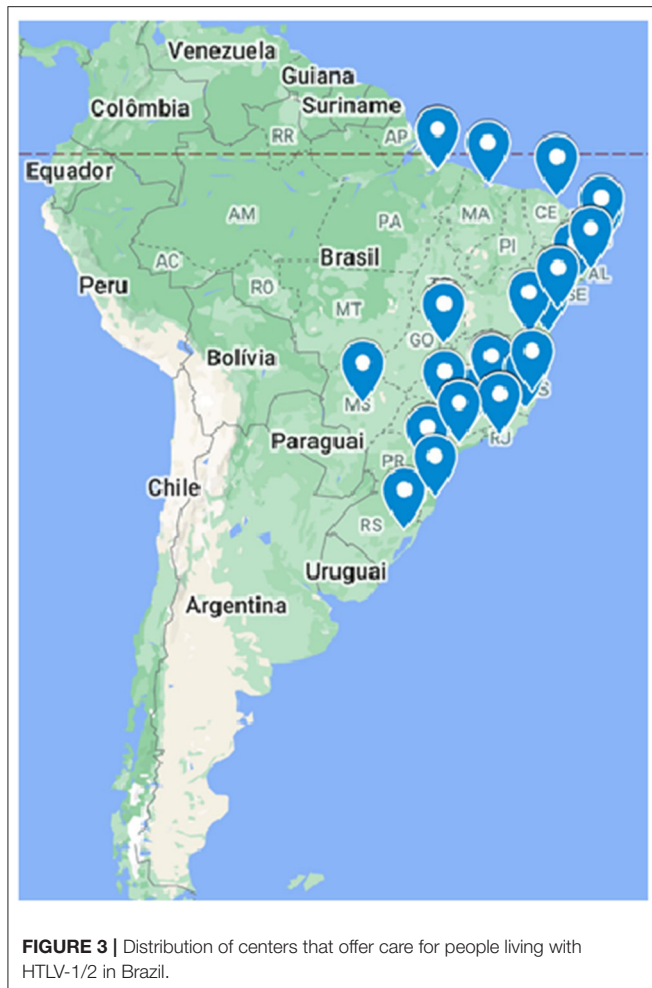 Venezuela
Guiana
Suriname
Colômbia
RR
AP
Equador
AM
PA
MA
CE
PI
Brasil
AC
RO
AL
SE
Peru
MT
GO
Bolívia
MS
RJ
Paraguai
PR
Chile
RS
Uruguai
Argentina
FIGURE 3 | Distribution of centers that offer care for people living with
HTLV-1/2 in Brazil.